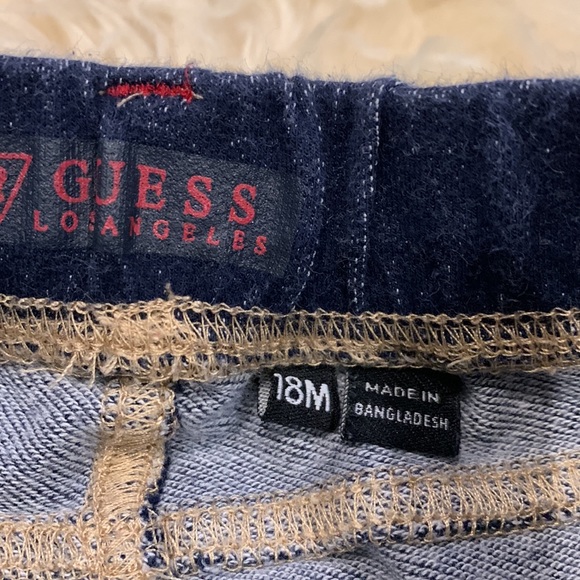 GUESS
LOS ANGELES
18M
MADE IN
BANGLADESH